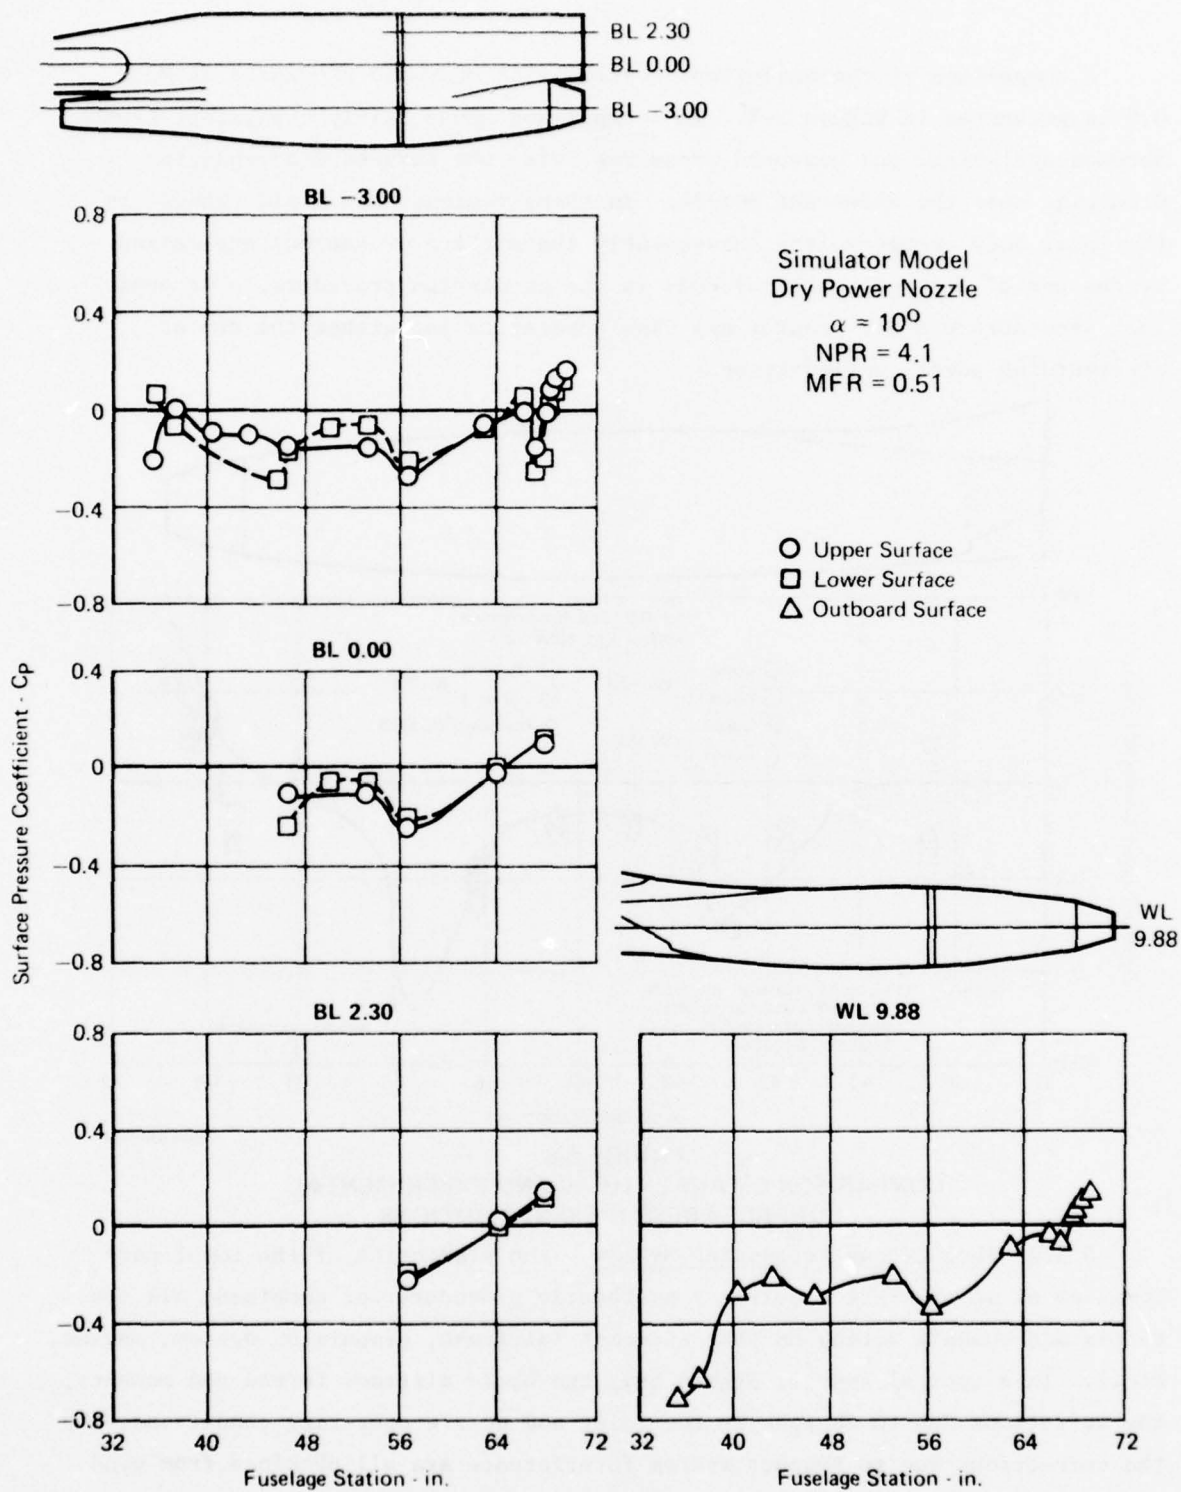 BL 2.30
BL 0.00
BL −3.00
BL −3.00
0.8
0.4
0
−0.4
−0.8
Simulator Model
Dry Power Nozzle
α = 10°
NPR = 4.1
MFR = 0.51
Upper Surface
Lower Surface
Outboard Surface
Surface Pressure Coefficient - CP
BL 0.00
0.4
0
−0.4
−0.8
WL
9.88
BL 2.30
0.8
0.4
0
−0.4
−0.8
32 40 48 56 64 72
Fuselage Station - in.
WL 9.88
32 40 48 56 64 72
Fuselage Station - in.